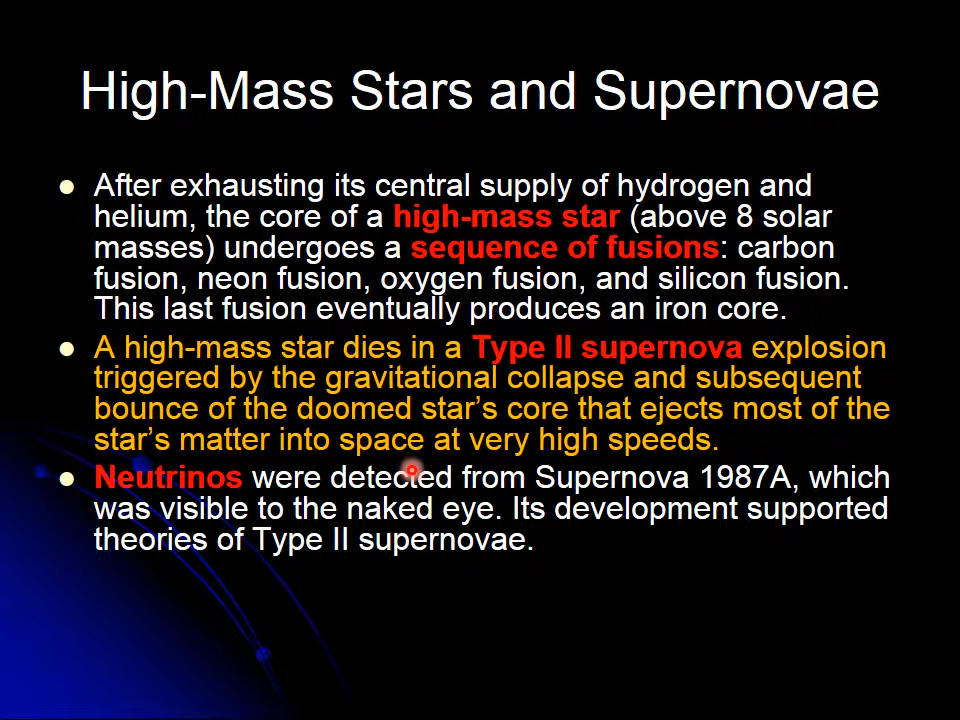 High-Mass Stars and Supernovae
● After exhausting its central supply of hydrogen and
helium, the core of a high-mass star (above 8 solar
masses) undergoes a sequence of fusions: carbon
fusion, neon fusion, oxygen fusion, and silicon fusion.
This last fusion eventually produces an iron core.
● A high-mass star dies in a Type II supernova explosion
triggered by the gravitational collapse and subsequent
bounce of the doomed star’s core that ejects most of the
star’s matter into space at very high speeds.
● Neutrinos were detected from Supernova 1987A, which
was visible to the naked eye. Its development supported
theories of Type II supernovae.